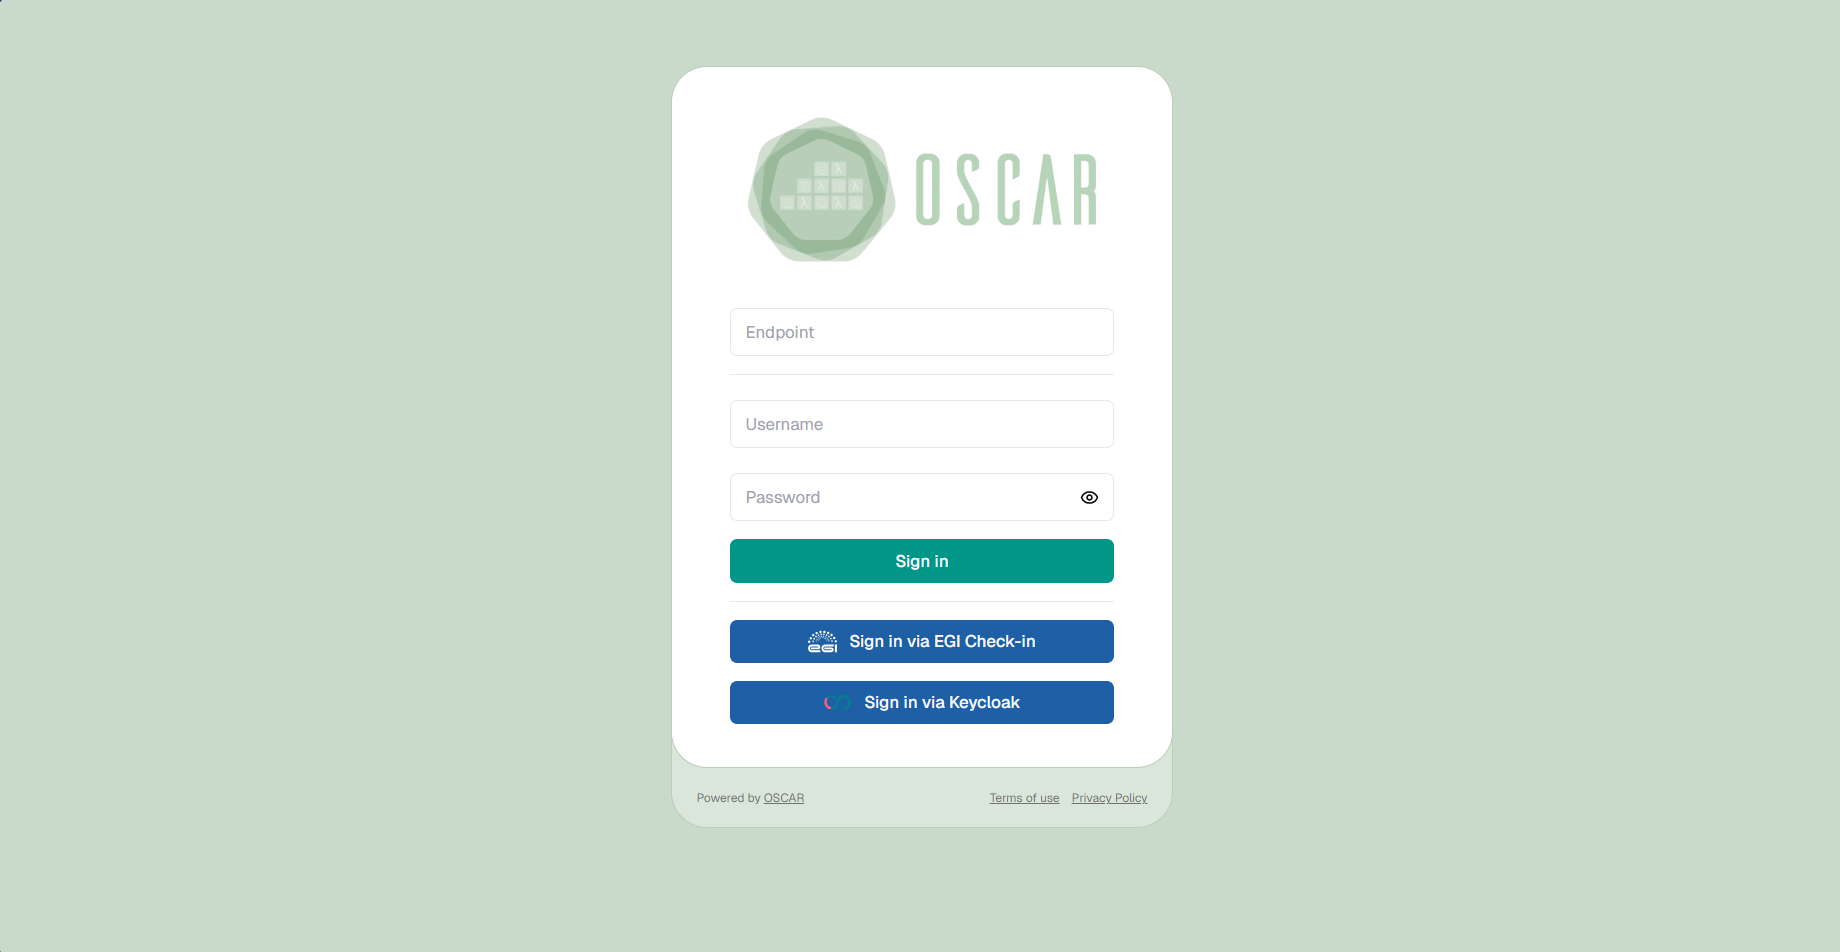 OSCAR
Endpoint
Username
Password
Sign in
egi Sign in via EGI Check-in
Sign in via Keycloak
Powered by OSCAR
Terms of use Privacy Policy